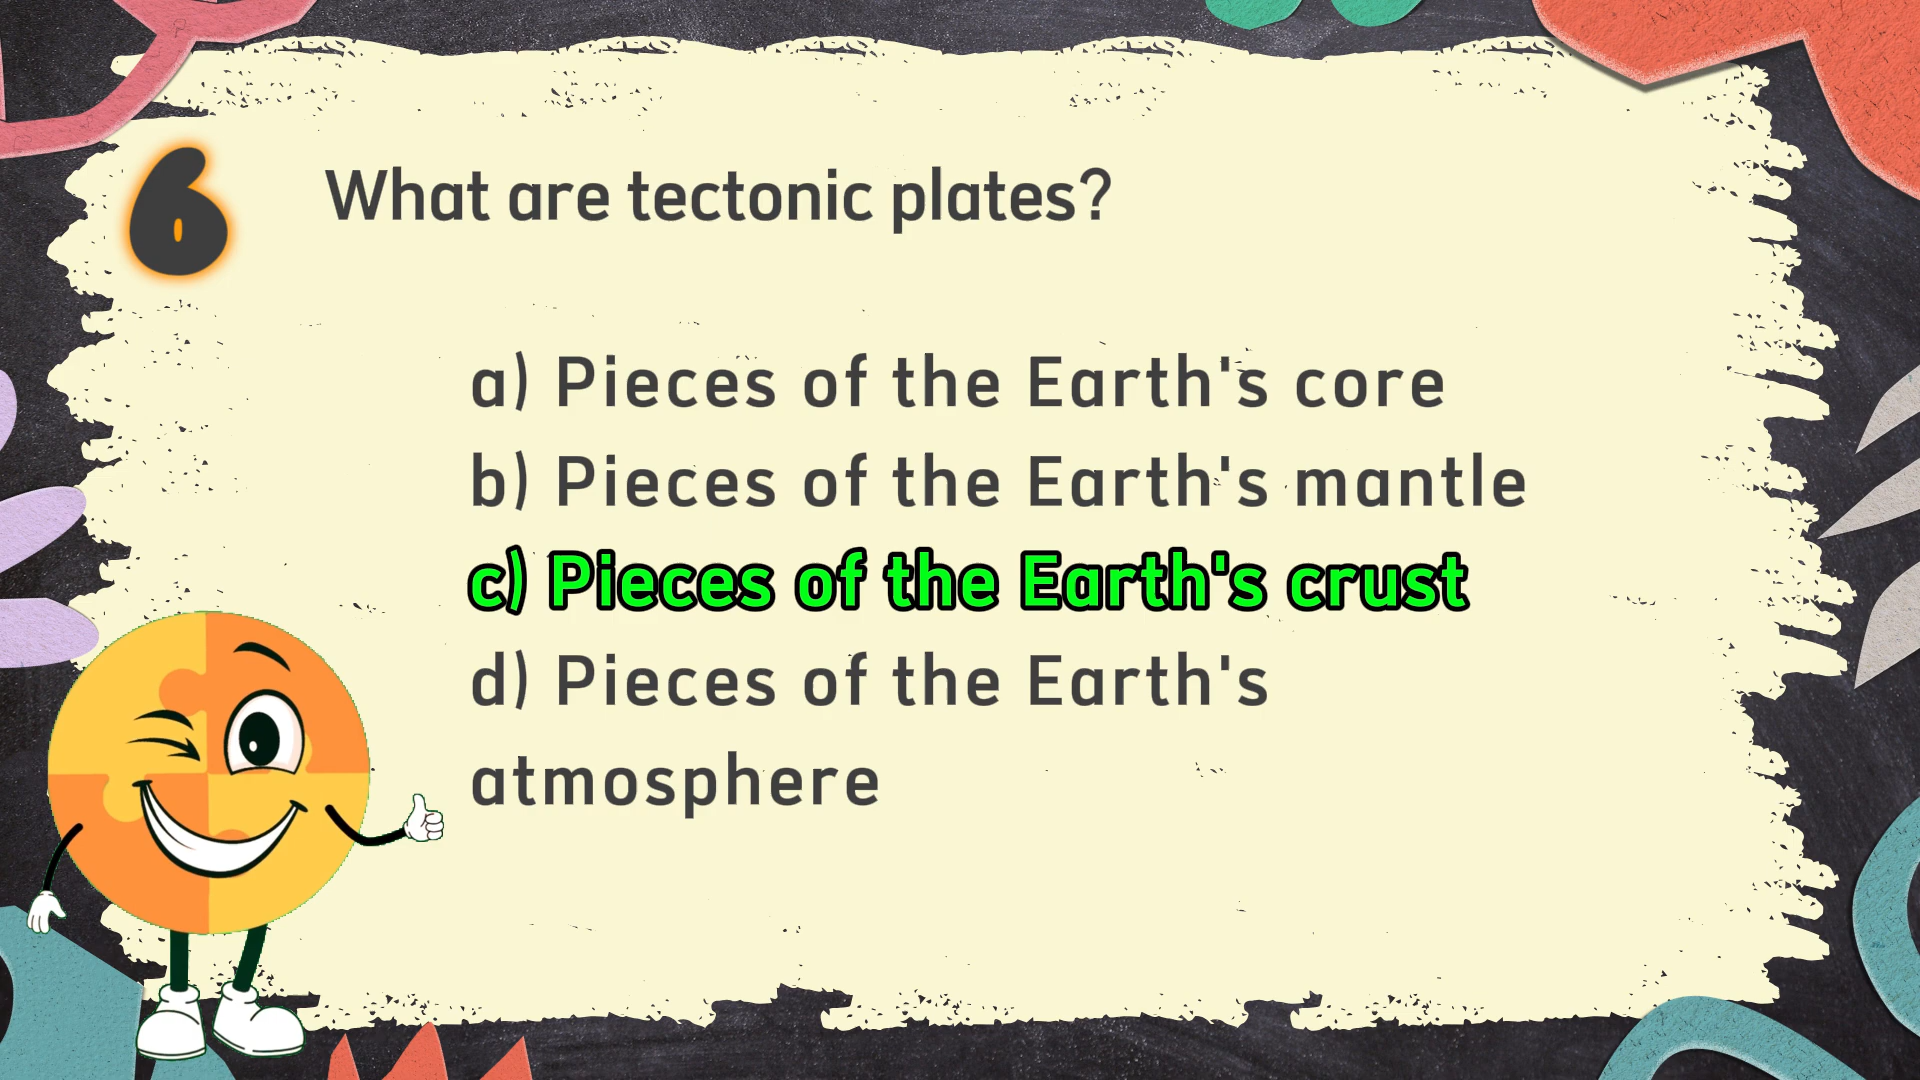 6
What are tectonic plates?
a) Pieces of the Earth's core
b) Pieces of the Earth's mantle
c) Pieces of the Earth's crust
d) Pieces of the Earth's
atmosphere